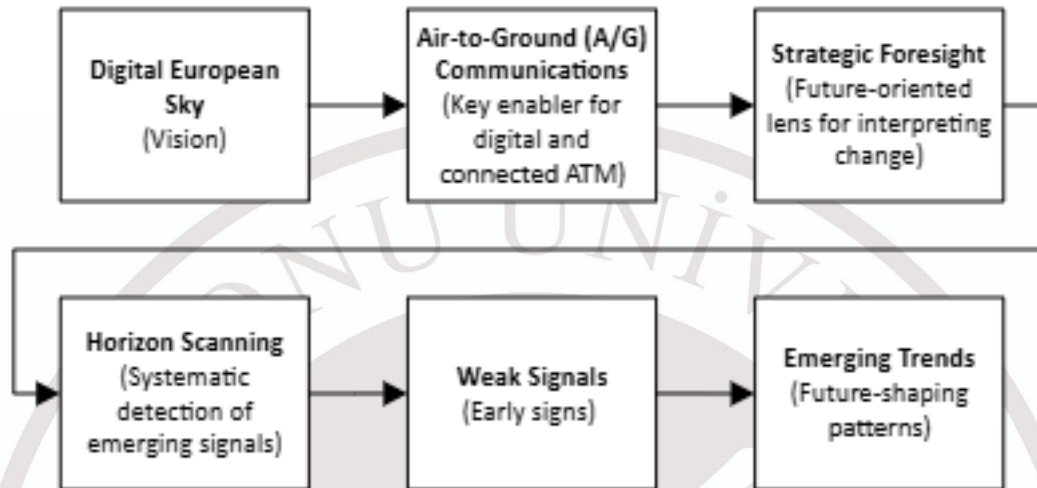 Digital European
Sky
(Vision)
Air-to-Ground (A/G)
Communications
(Key enabler for
digital and
connected ATM)
Strategic Foresight
(Future-oriented
lens for interpreting
change)
ONU ÜNİV
Horizon Scanning
(Systematic
detection of
emerging signals)
Weak Signals
(Early signs)
Emerging Trends
(Future-shaping
patterns)